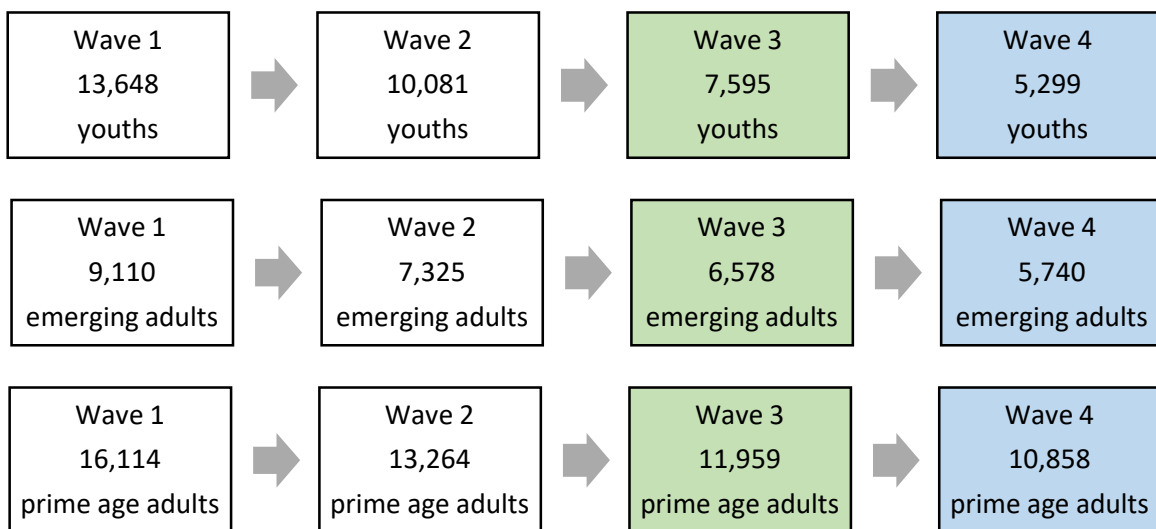 Wave 1
13,648
youths
Wave 2
10,081
youths
Wave 3
7,595
youths
Wave 4
5,299
youths
Wave 1
9,110
emerging adults
Wave 2
7,325
emerging adults
Wave 3
6,578
emerging adults
Wave 4
5,740
emerging adults
Wave 1
16,114
prime age adults
Wave 2
13,264
prime age adults
Wave 3
11,959
prime age adults
Wave 4
10,858
prime age adults